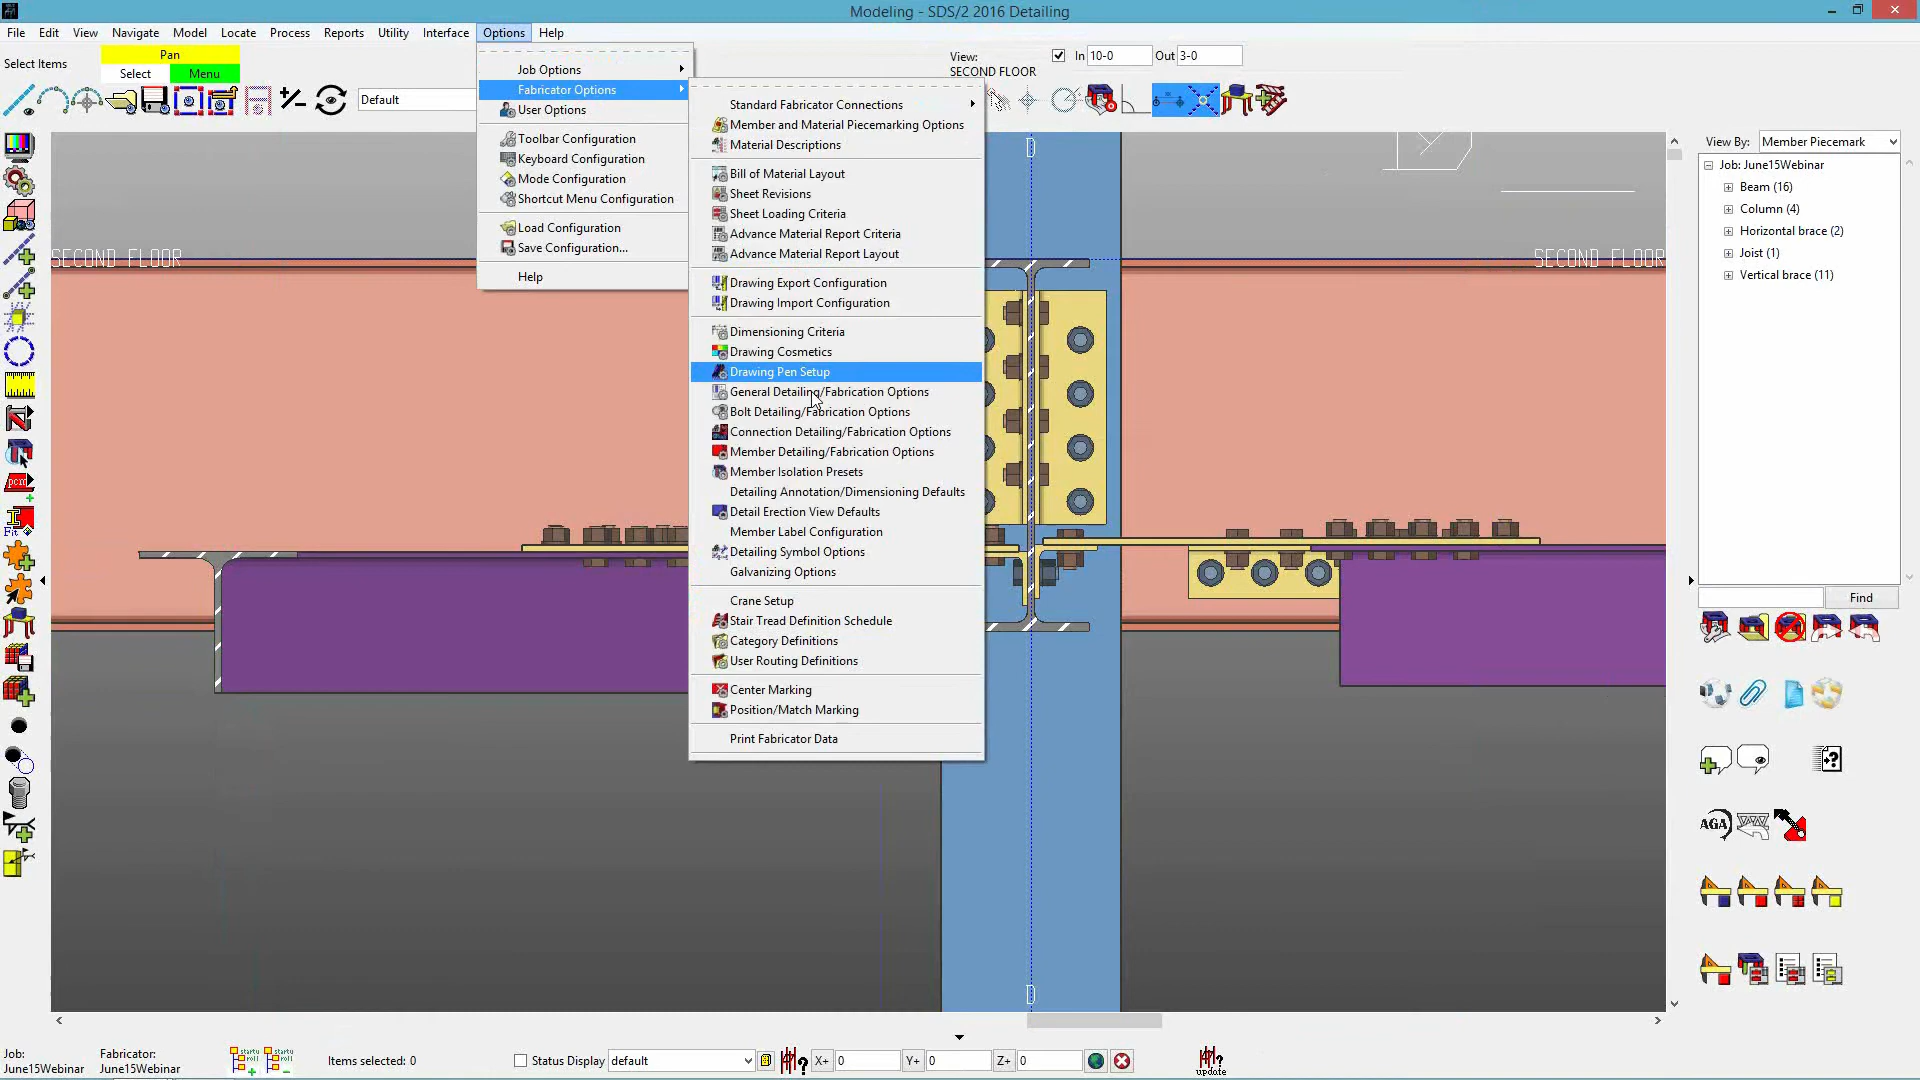 Modeling - SDS/2 2016 Detailing
File Edit View Navigate Model Locate Process Reports Utility Interface Options Help
Select Items
Pan
Select Menu
Default
View:
SECOND FLOOR
In 10-0 Out 3-0
Job Options
Fabricator Options
User Options
Toolbar Configuration
Keyboard Configuration
Mode Configuration
Shortcut Menu Configuration
Load Configuration
Save Configuration...
Help
Standard Fabricator Connections
Member and Material Piecemarking Options
Material Descriptions
Bill of Material Layout
Sheet Revisions
Sheet Loading Criteria
Advance Material Report Criteria
Advance Material Report Layout
Drawing Export Configuration
Drawing Import Configuration
Dimensioning Criteria
Drawing Cosmetics
Drawing Pen Setup
General Detailing/Fabrication Options
Bolt Detailing/Fabrication Options
Connection Detailing/Fabrication Options
Member Detailing/Fabrication Options
Member Isolation Presets
Detailing Annotation/Dimensioning Defaults
Detail Erection View Defaults
Member Label Configuration
Detailing Symbol Options
Galvanizing Options
Crane Setup
Stair Tread Definition Schedule
Category Definitions
User Routing Definitions
Center Marking
Position/Match Marking
Print Fabricator Data
SECOND FLOOR
SECOND FLOOR
D
D
View By: Member Piecemark
Job: June15Webinar
Beam (16)
Column (4)
Horizontal brace (2)
Joist (1)
Vertical brace (11)
Find
AGA
pcm
Fit
Job:
June15Webinar
Fabricator:
June15Webinar
Items selected: 0
Status Display default
X+ 0 Y+ 0 Z+ 0
update